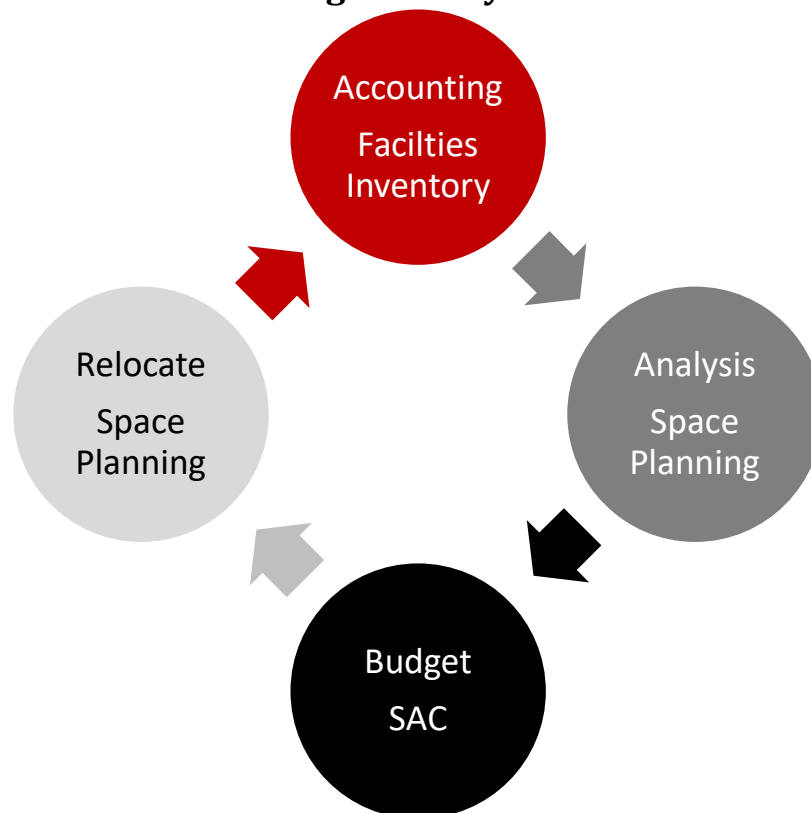 Accounting
Facilties
Inventory
Relocate
Space
Planning
Analysis
Space
Planning
Budget
SAC